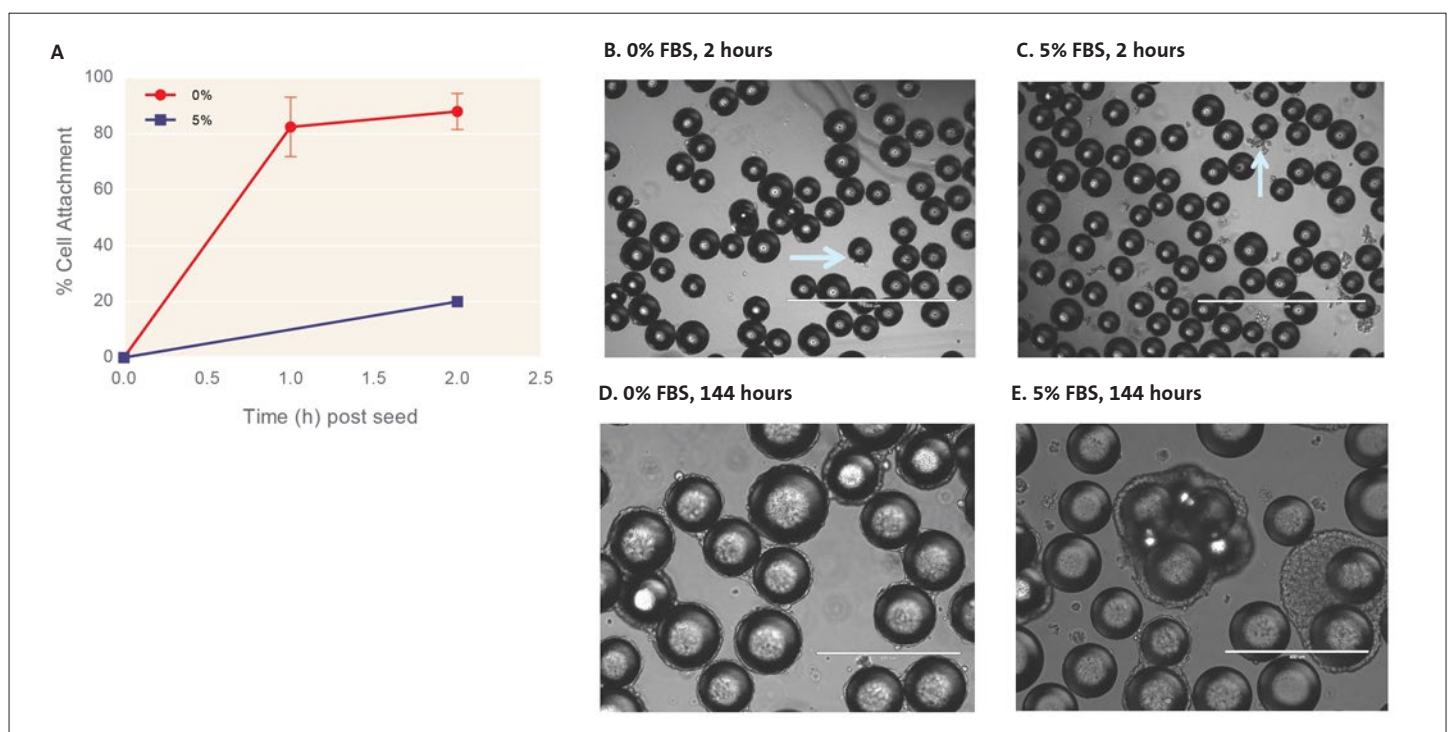 A
100
80
60
40
20
0
0%
5%
% Cell Attachment
0.0 0.5 1.0 1.5 2.0 2.5
Time (h) post seed
B. 0% FBS, 2 hours
C. 5% FBS, 2 hours
D. 0% FBS, 144 hours
E. 5% FBS, 144 hours